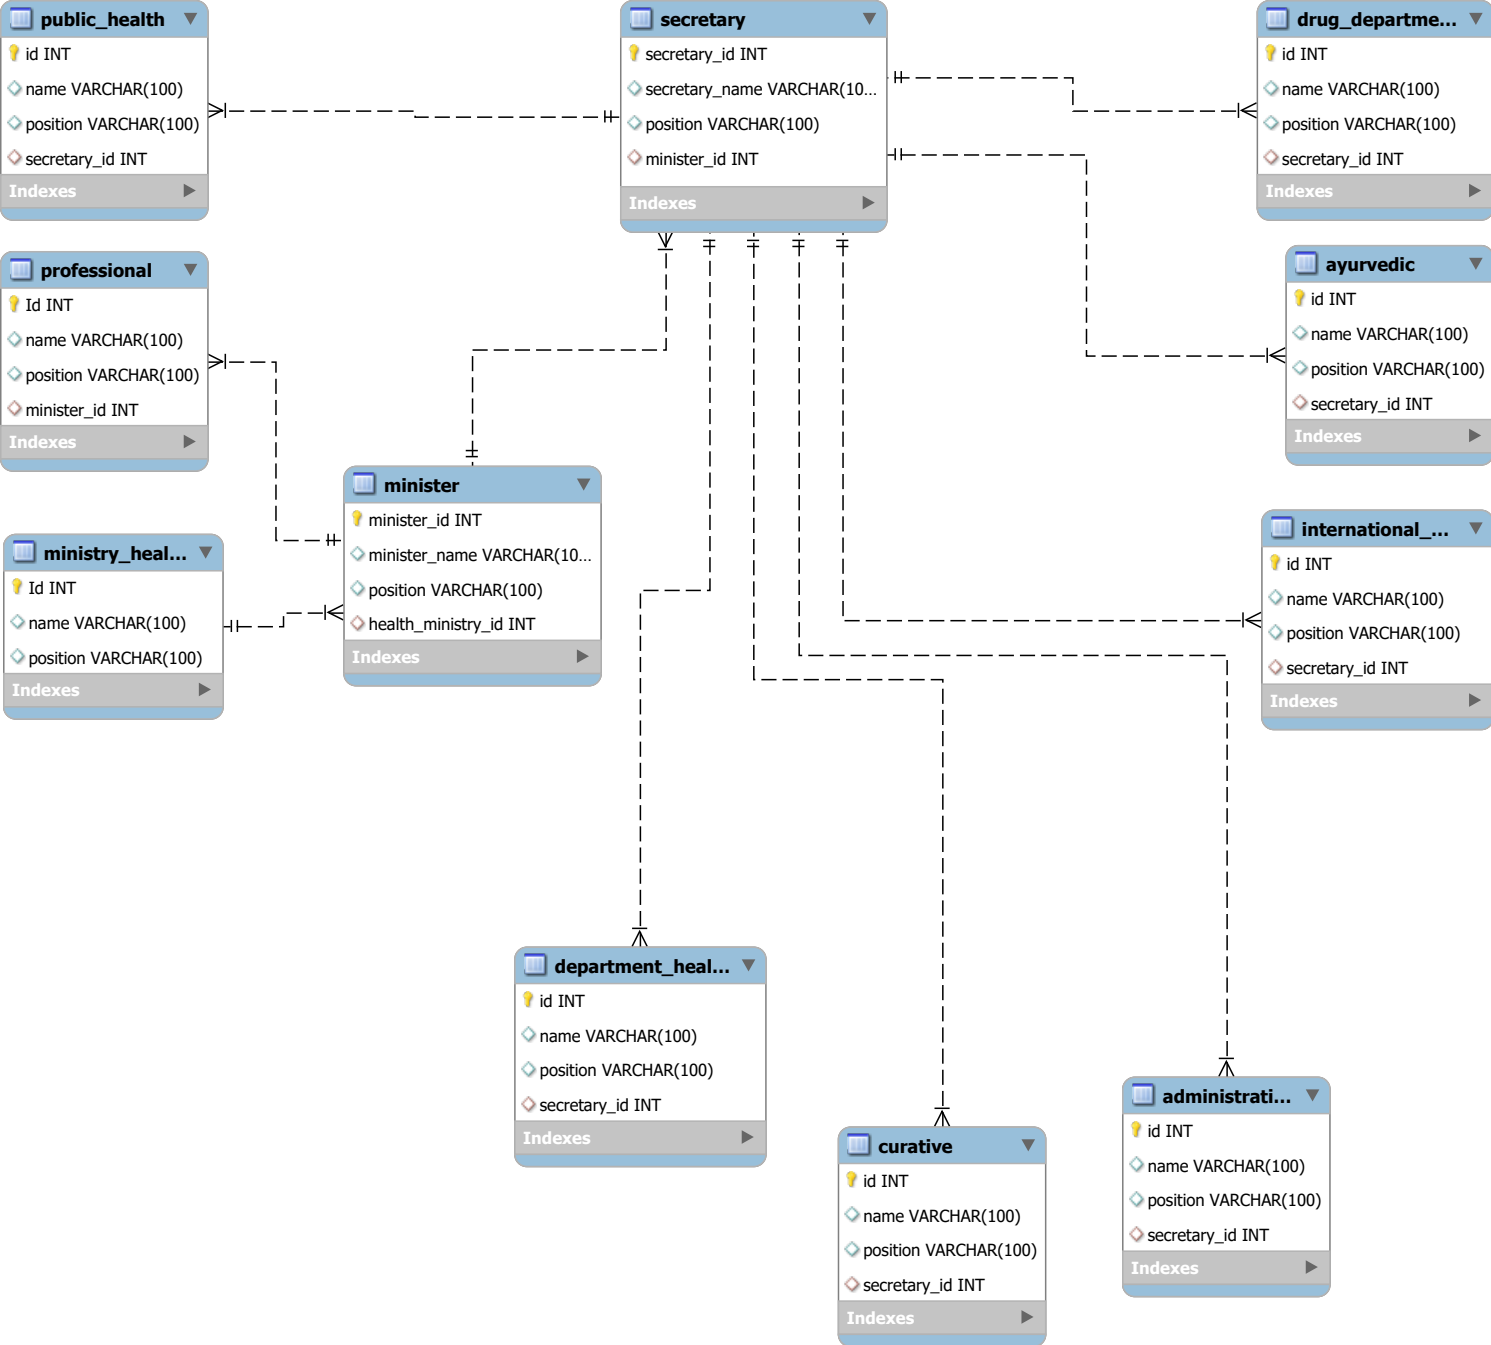 public_health
id INT
name VARCHAR(100)
position VARCHAR(100)
secretary_id INT
Indexes
secretary
secretary_id INT
secretary_name VARCHAR(10...
position VARCHAR(100)
minister_id INT
Indexes
drug_departme...
id INT
name VARCHAR(100)
position VARCHAR(100)
secretary_id INT
Indexes
professional
Id INT
name VARCHAR(100)
position VARCHAR(100)
minister_id INT
Indexes
ayurvedic
id INT
name VARCHAR(100)
position VARCHAR(100)
secretary_id INT
Indexes
minister
minister_id INT
minister_name VARCHAR(10...
position VARCHAR(100)
health_ministry_id INT
Indexes
ministry_heal...
Id INT
name VARCHAR(100)
position VARCHAR(100)
Indexes
international_...
id INT
name VARCHAR(100)
position VARCHAR(100)
secretary_id INT
Indexes
department_heal...
id INT
name VARCHAR(100)
position VARCHAR(100)
secretary_id INT
Indexes
curative
id INT
name VARCHAR(100)
position VARCHAR(100)
secretary_id INT
Indexes
administrati...
id INT
name VARCHAR(100)
position VARCHAR(100)
secretary_id INT
Indexes